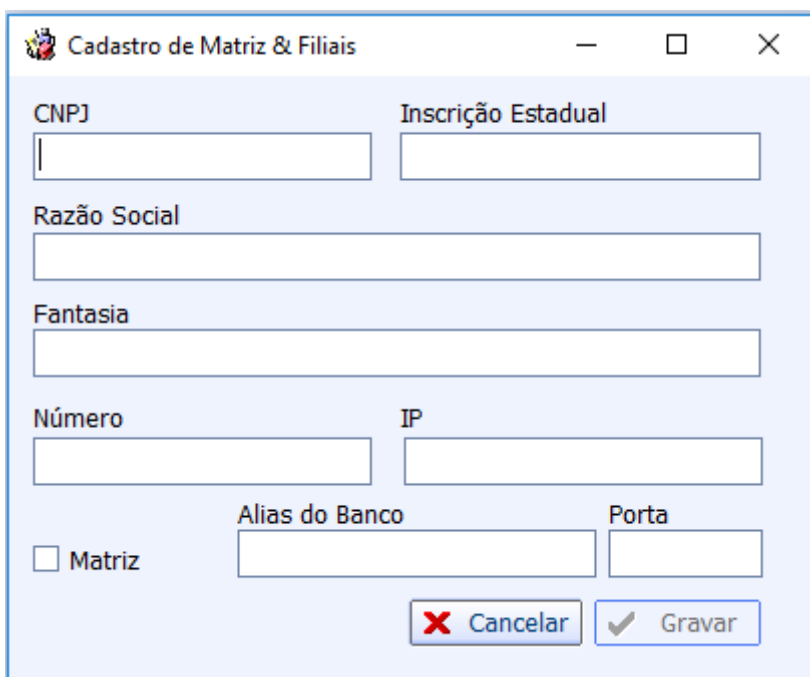 Cadastro de Matriz & Filiais
CNPJ Inscrição Estadual
Razão Social
Fantasia
Número IP
Alias do Banco Porta
Matriz
Cancelar Gravar